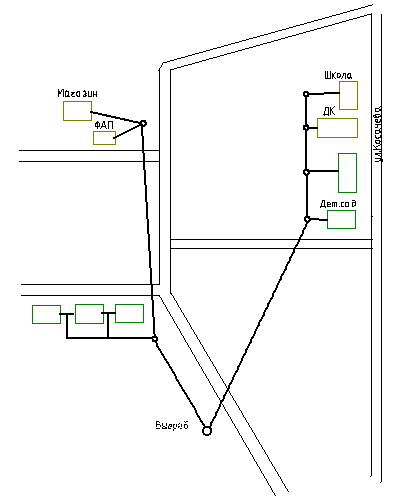 Школа
Магазин
ДК
ФАП
ул.Касачева
Дет.сад
Выгреб